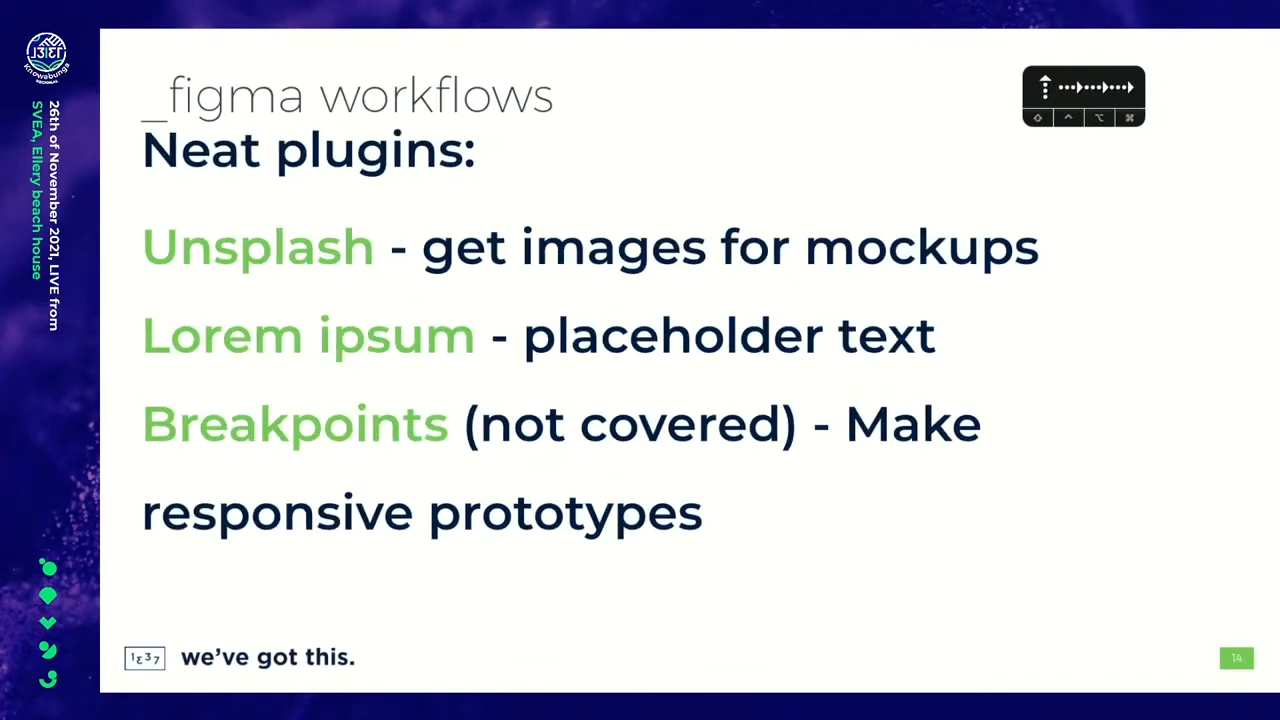 _figma workflows
Neat plugins:
Unsplash - get images for mockups
Lorem ipsum - placeholder text
Breakpoints (not covered) - Make
responsive prototypes
we've got this.
14
26th of November 2021, LIVE from
SVEA, Ellery beach house
Knowabunga